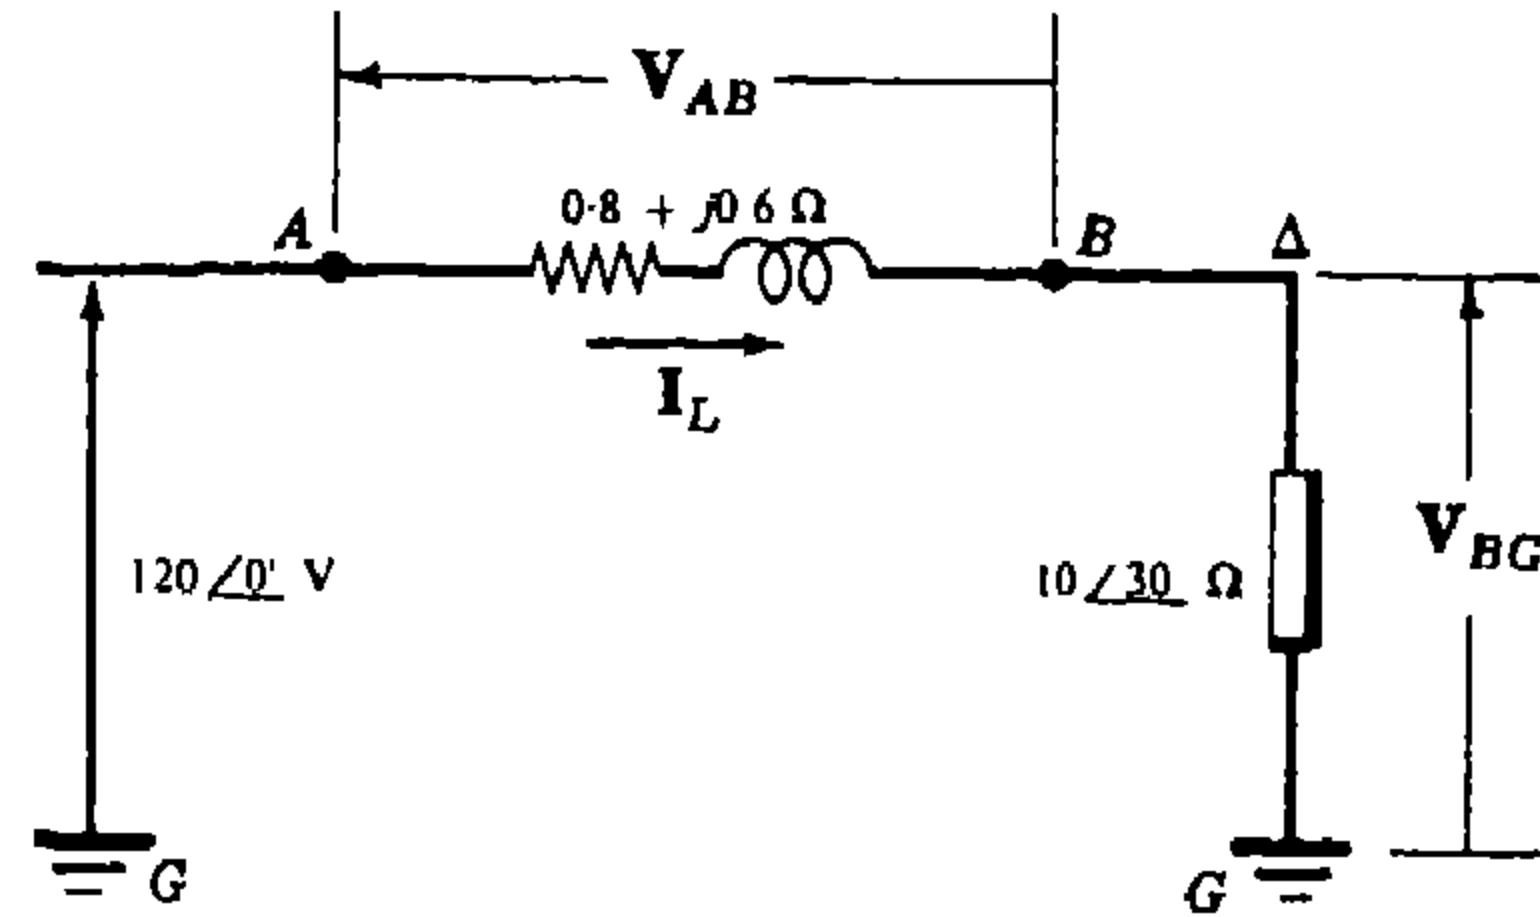 V_AB
0·8 + j0 6 Ω
A
B
Δ
I_L
120 ∠0' V
10 ∠30 Ω
V_BG
G
G